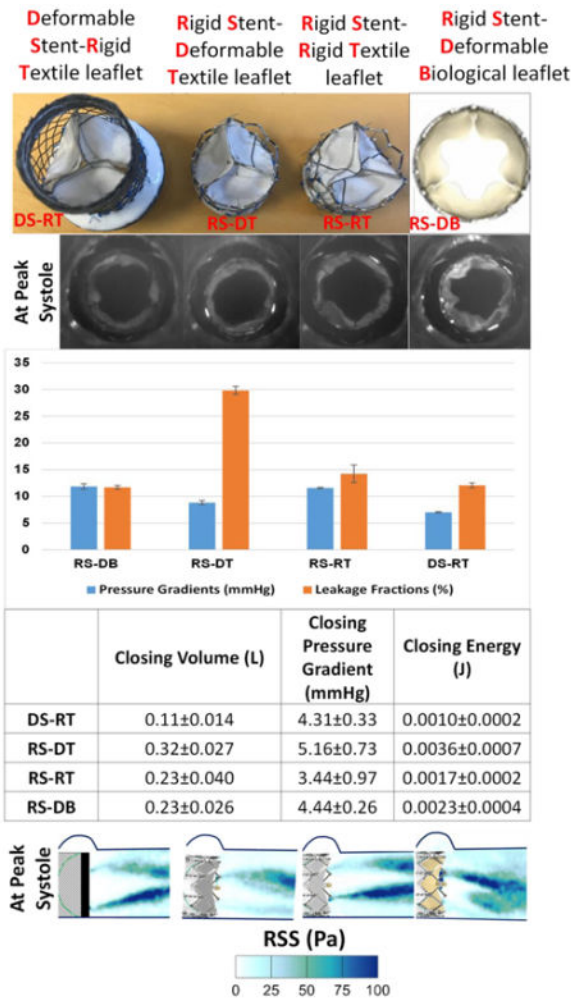 Deformable
Stent-Rigid
Textile leaflet
Rigid Stent-
Deformable
Textile leaflet
Rigid Stent-
Rigid Textile
leaflet
Rigid Stent-
Deformable
Biological leaflet
DS-RT
RS-DT
RS-RT
RS-DB
At Peak
Systole
35
30
25
20
15
10
5
0
RS-DB RS-DT RS-RT DS-RT
Pressure Gradients (mmHg) Leakage Fractions (%)
Closing Volume (L)
Closing
Pressure
Gradient
(mmHg)
Closing Energy
(J)
DS-RT 0.11±0.014 4.31±0.33 0.0010±0.0002
RS-DT 0.32±0.027 5.16±0.73 0.0036±0.0007
RS-RT 0.23±0.040 3.44±0.97 0.0017±0.0002
RS-DB 0.23±0.026 4.44±0.26 0.0023±0.0004
At Peak
Systole
RSS (Pa)
0 25 50 75 100